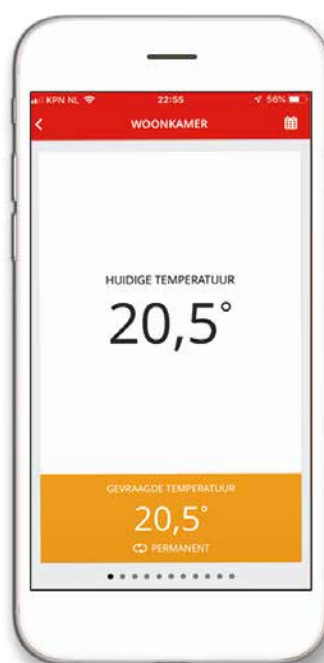 KPN NL 22:55 56%
WOONKAMER
HUIDIGE TEMPERATUUR
20,5°
GEVRAAGDE TEMPERATUUR
20,5°
PERMANENT